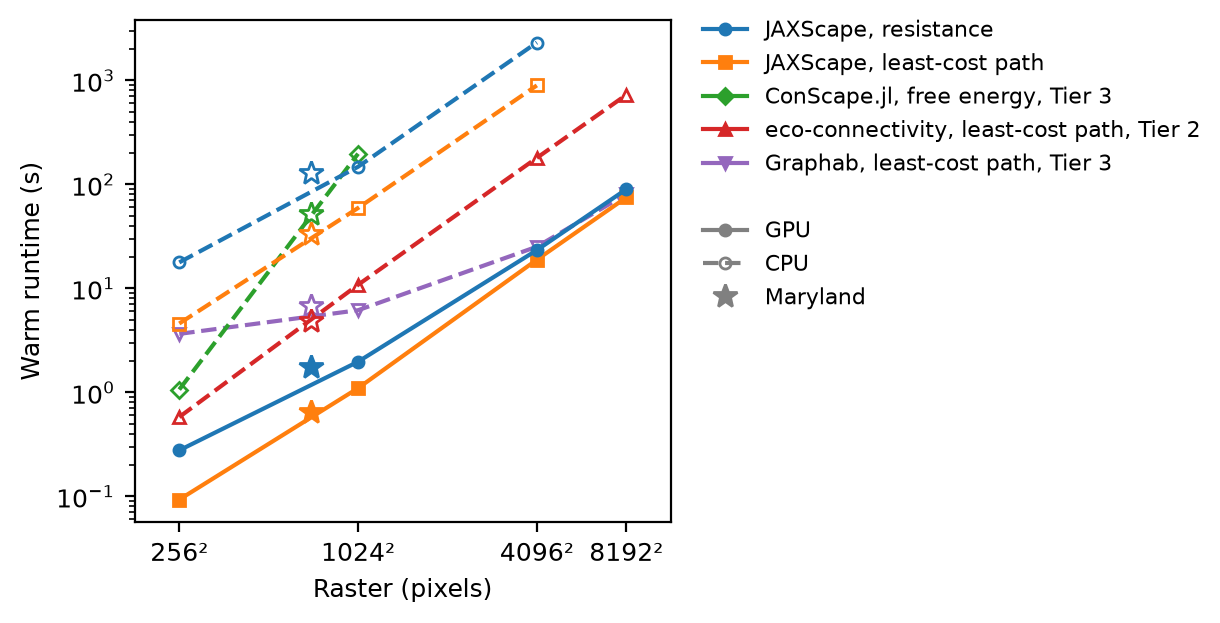 Warm runtime (s)
10³
10²
10¹
10⁰
10⁻¹
256² 1024² 4096² 8192²
Raster (pixels)
JAXScape, resistance
JAXScape, least-cost path
ConScape.jl, free energy, Tier 3
eco-connectivity, least-cost path, Tier 2
Graphab, least-cost path, Tier 3
GPU
CPU
Maryland